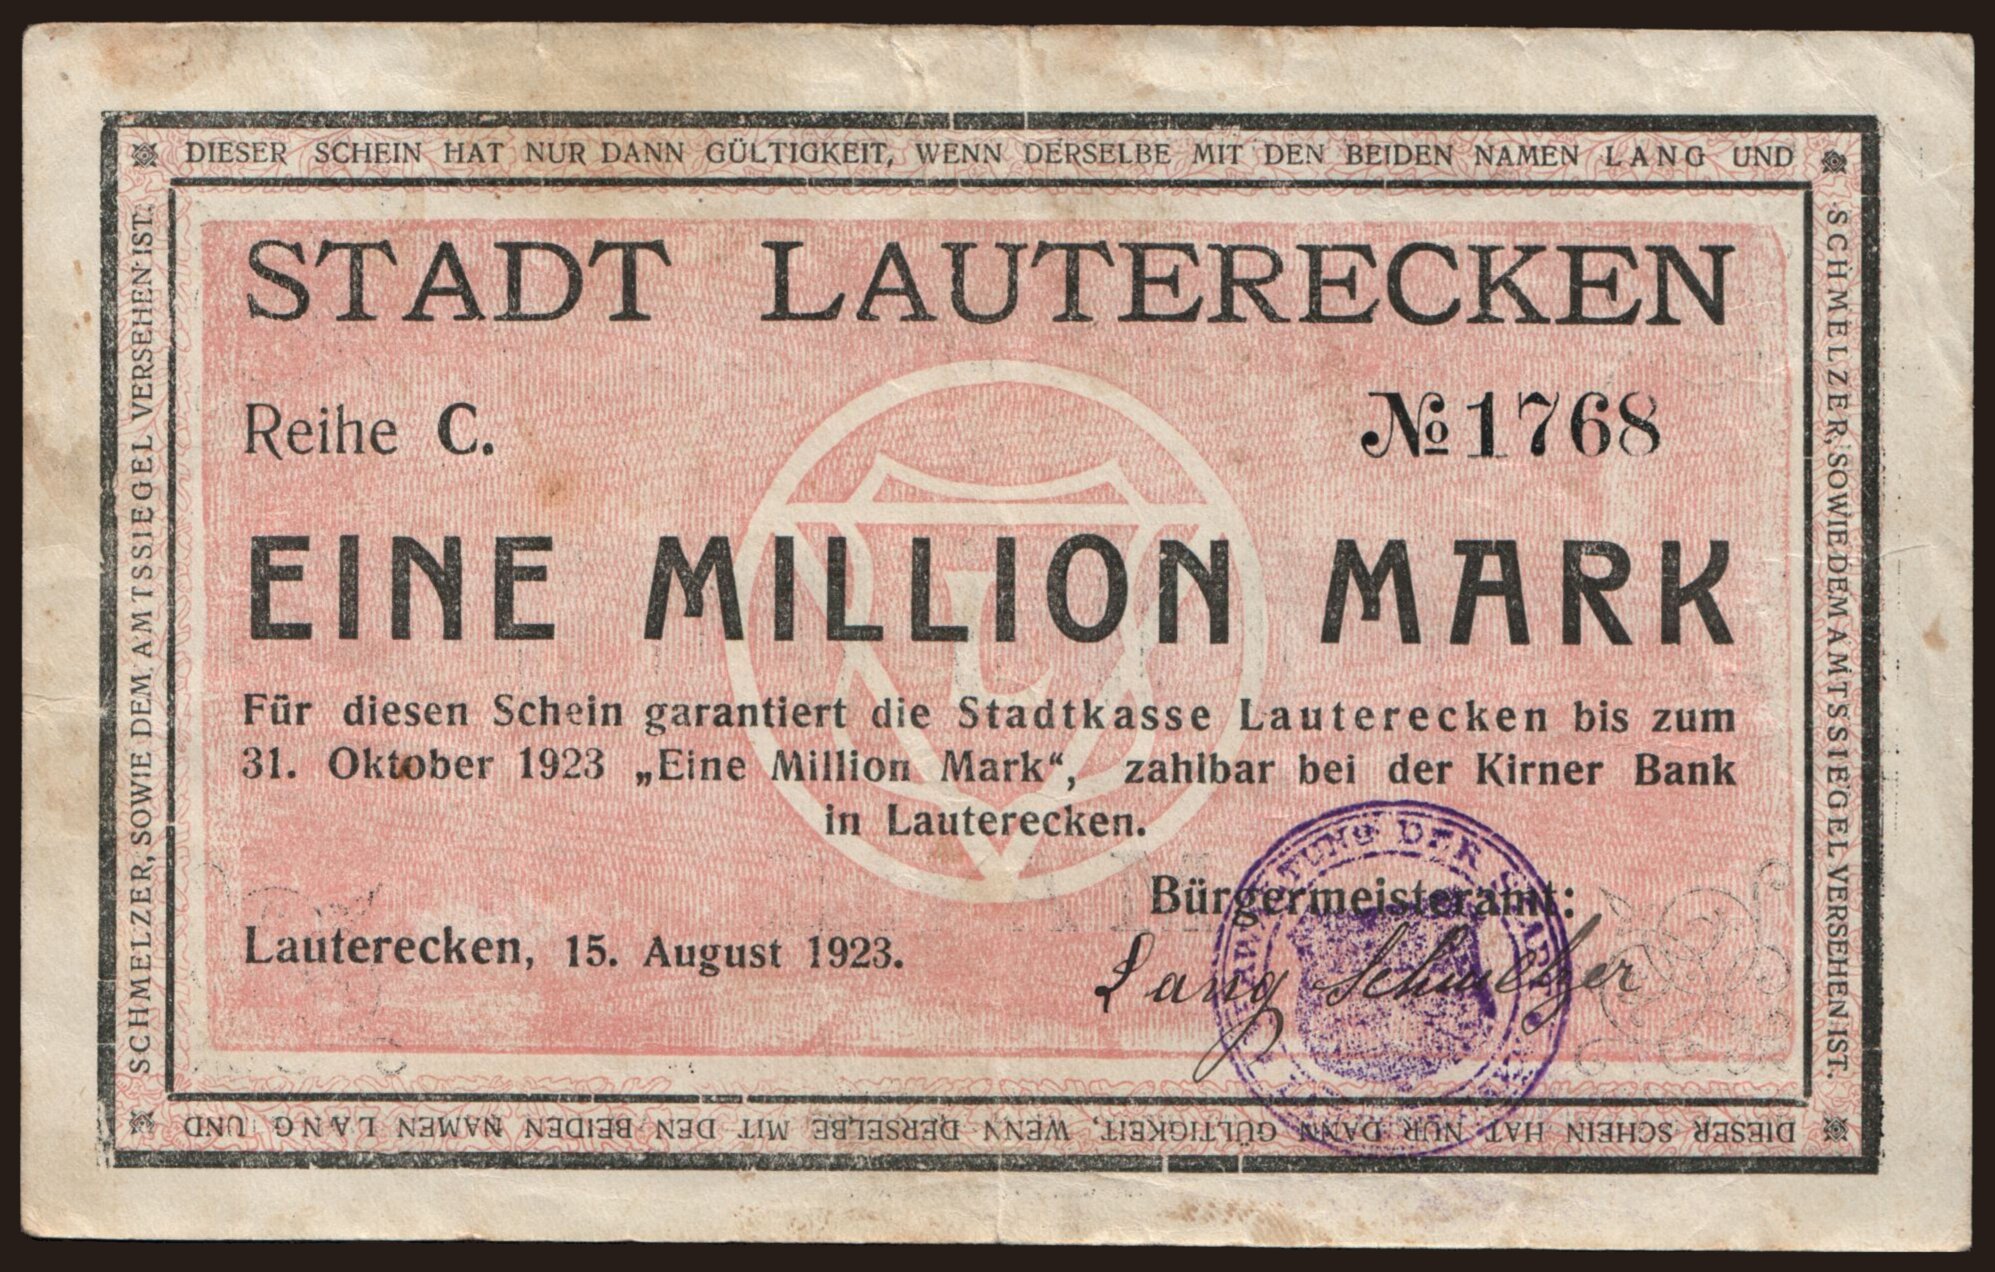 DIESER SCHEIN HAT NUR DANN GÜLTIGKEIT, WENN DERSELBE MIT DEN BEIDEN NAMEN LANG UND
SCHMELZER, SOWIE DEM AMTSSIEGEL VERSEHEN IST.
STADT LAUTERECKEN
Reihe C. № 1768
EINE MILLION MARK
Für diesen Schein garantiert die Stadtkasse Lauterecken bis zum
31. Oktober 1923 „Eine Million Mark“, zahlbar bei der Kirner Bank
in Lauterecken.
Bürgermeisteramt:
Lauterecken, 15. August 1923.
Lang Schmelzer
DER
DIESER SCHEIN HAT NUR DANN GÜLTIGKEIT, WENN DERSELBE MIT DEN BEIDEN NAMEN LANG UND
SCHMELZER, SOWIE DEM AMTSSIEGEL VERSEHEN IST.